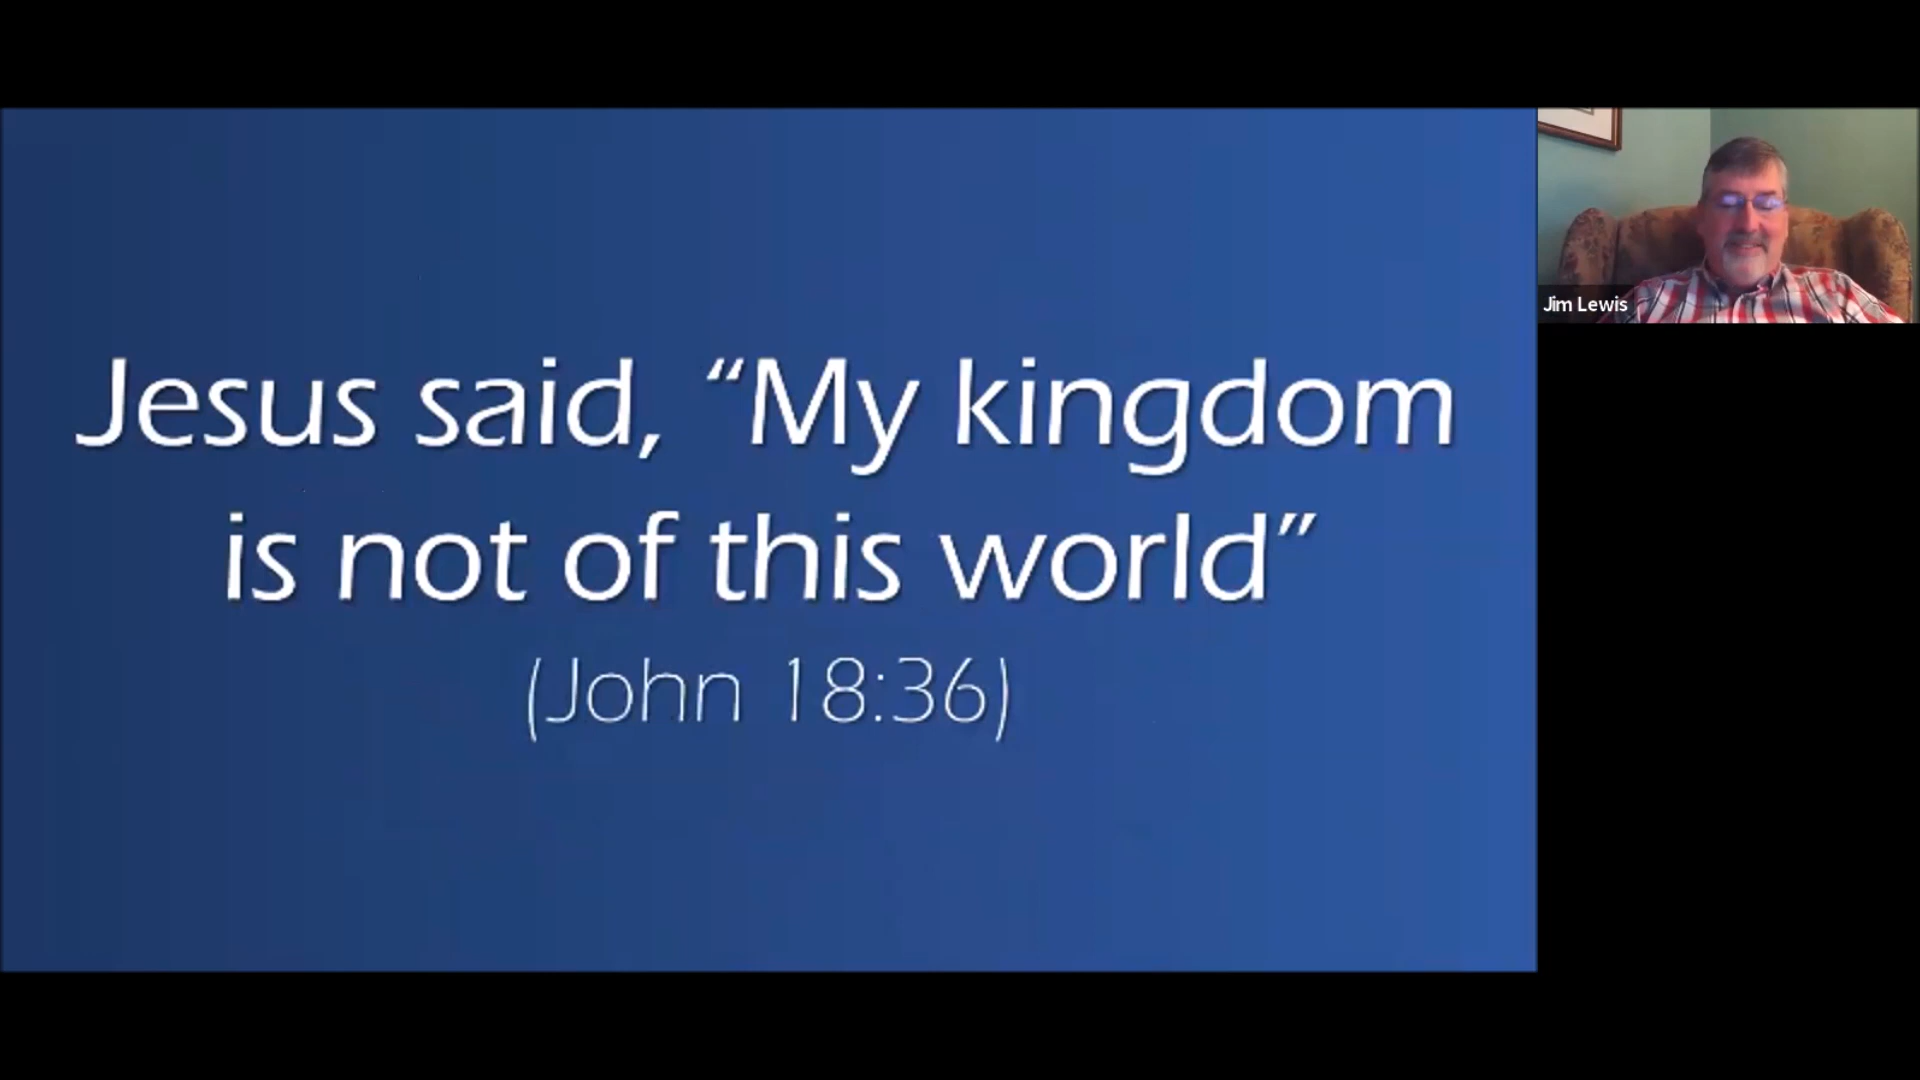 Jesus said, “My kingdom
is not of this world”
(John 18:36)
Jim Lewis